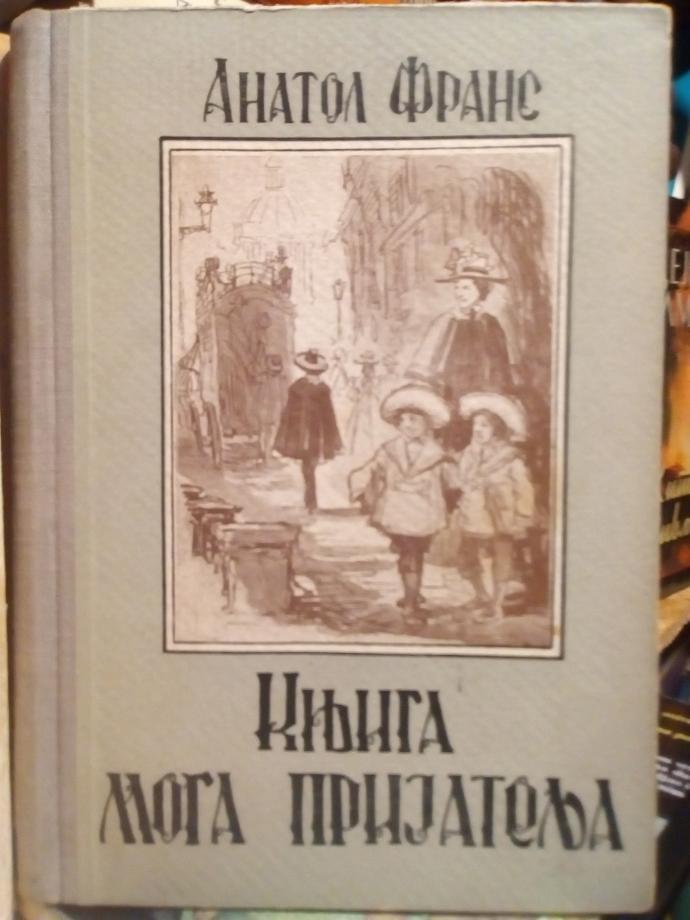 Анатол Франс
Књига
мога пријатеља